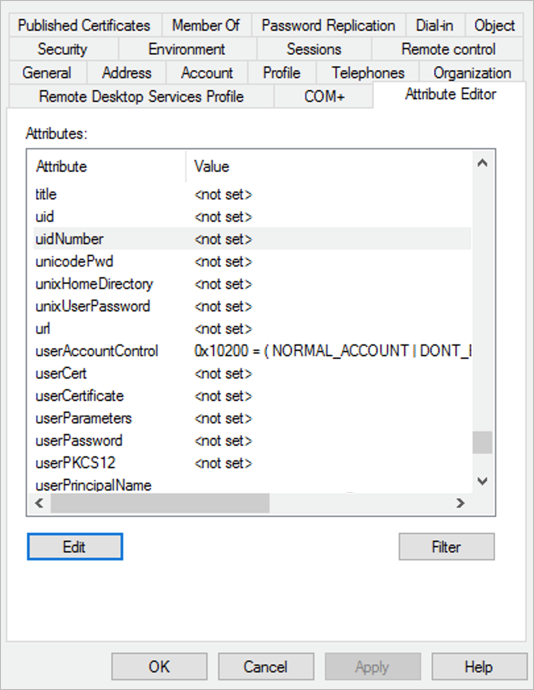 Published Certificates Member Of Password Replication Dial-in Object
Security Environment Sessions Remote control
General Address Account Profile Telephones Organization
Remote Desktop Services Profile COM+ Attribute Editor
Attributes:
Attribute Value
title <not set>
uid <not set>
uidNumber <not set>
unicodePwd <not set>
unixHomeDirectory <not set>
unixUserPassword <not set>
url <not set>
userAccountControl 0x10200 = ( NORMAL_ACCOUNT | DONT_E
userCert <not set>
userCertificate <not set>
userParameters <not set>
userPassword <not set>
userPKCS12 <not set>
userPrincipalName
Edit Filter
OK Cancel Apply Help